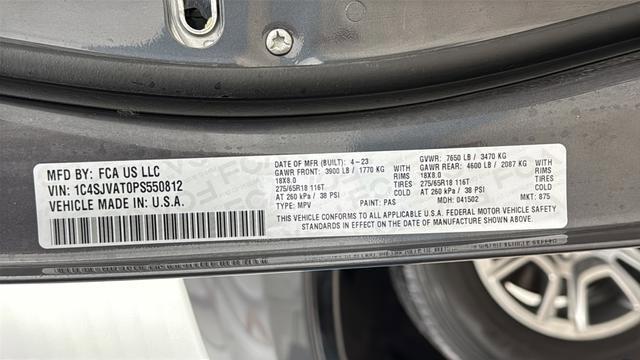 MFD BY: FCA US LLC
VIN: 1C4SJVAT0PS550812
VEHICLE MADE IN: U.S.A.
DATE OF MFR (BUILT): 4-23 GVWR: 7650 LB / 3470 KG
GAWR FRONT: 3900 LB / 1770 KG WITH GAWR REAR: 4600 LB / 2087 KG
18X8.0 RIMS 18X8.0
275/65R18 116T TIRES 275/65R18 116T
AT 260 kPa / 38 PSI RIMS TIRES AT 260 kPa / 38 PSI
TYPE: MPV PAINT: PAS MDH: 041502 MKT: 875
THIS VEHICLE CONFORMS TO ALL APPLICABLE U.S.A. FEDERAL MOTOR VEHICLE SAFETY
STANDARDS IN EFFECT ON THE DATE OF MANUFACTURE SHOWN ABOVE.